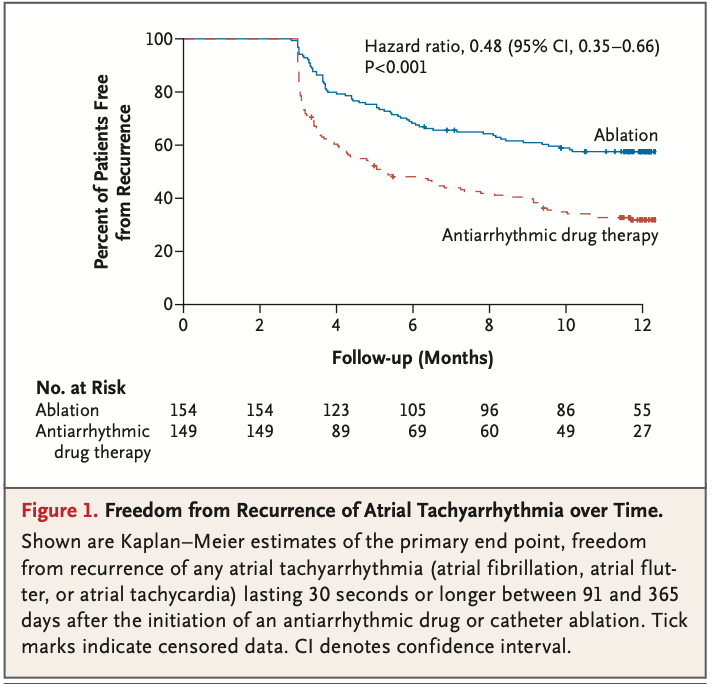 Percent of Patients Free
from Recurrence
100
80
60
40
20
0
Hazard ratio, 0.48 (95% CI, 0.35–0.66)
P<0.001
Ablation
Antiarrhythmic drug therapy
0 2 4 6 8 10 12
Follow-up (Months)
No. at Risk
Ablation 154 154 123 105 96 86 55
Antiarrhythmic 149 149 89 69 60 49 27
drug therapy
Figure 1. Freedom from Recurrence of Atrial Tachyarrhythmia over Time.
Shown are Kaplan–Meier estimates of the primary end point, freedom
from recurrence of any atrial tachyarrhythmia (atrial fibrillation, atrial flut-
ter, or atrial tachycardia) lasting 30 seconds or longer between 91 and 365
days after the initiation of an antiarrhythmic drug or catheter ablation. Tick
marks indicate censored data. CI denotes confidence interval.